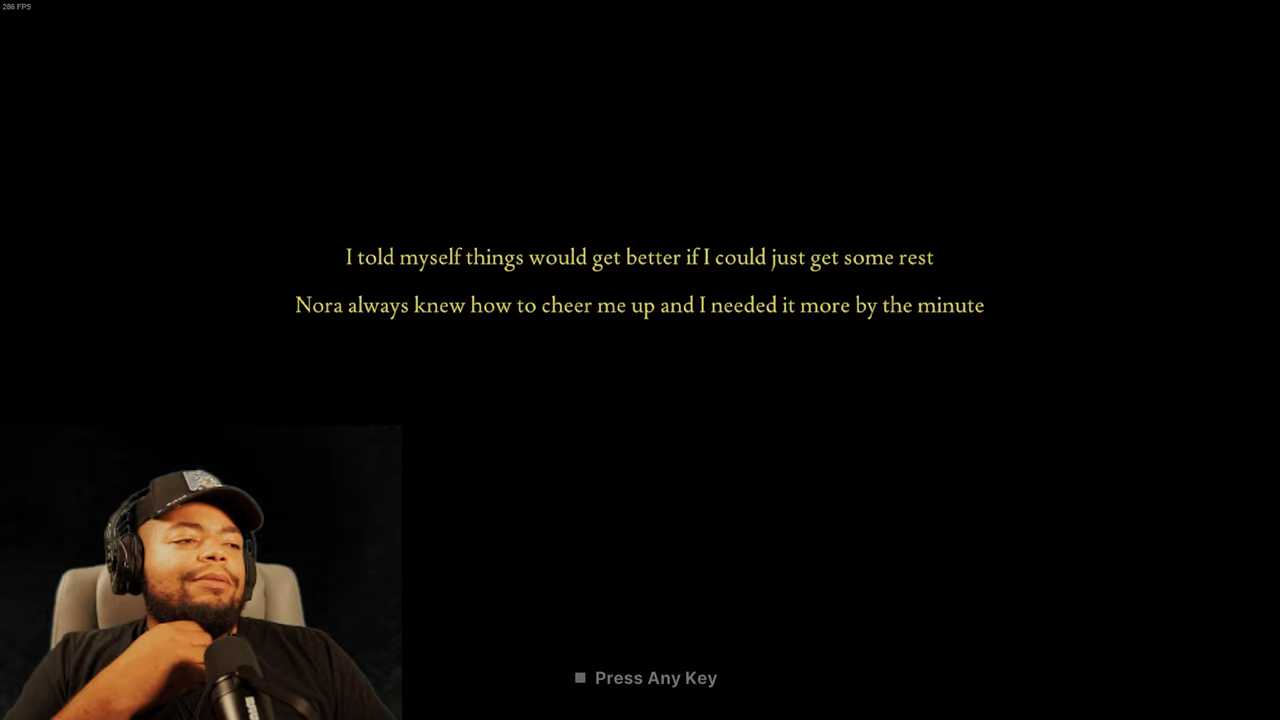 286 FPS
I told myself things would get better if I could just get some rest
Nora always knew how to cheer me up and I needed it more by the minute
Press Any Key